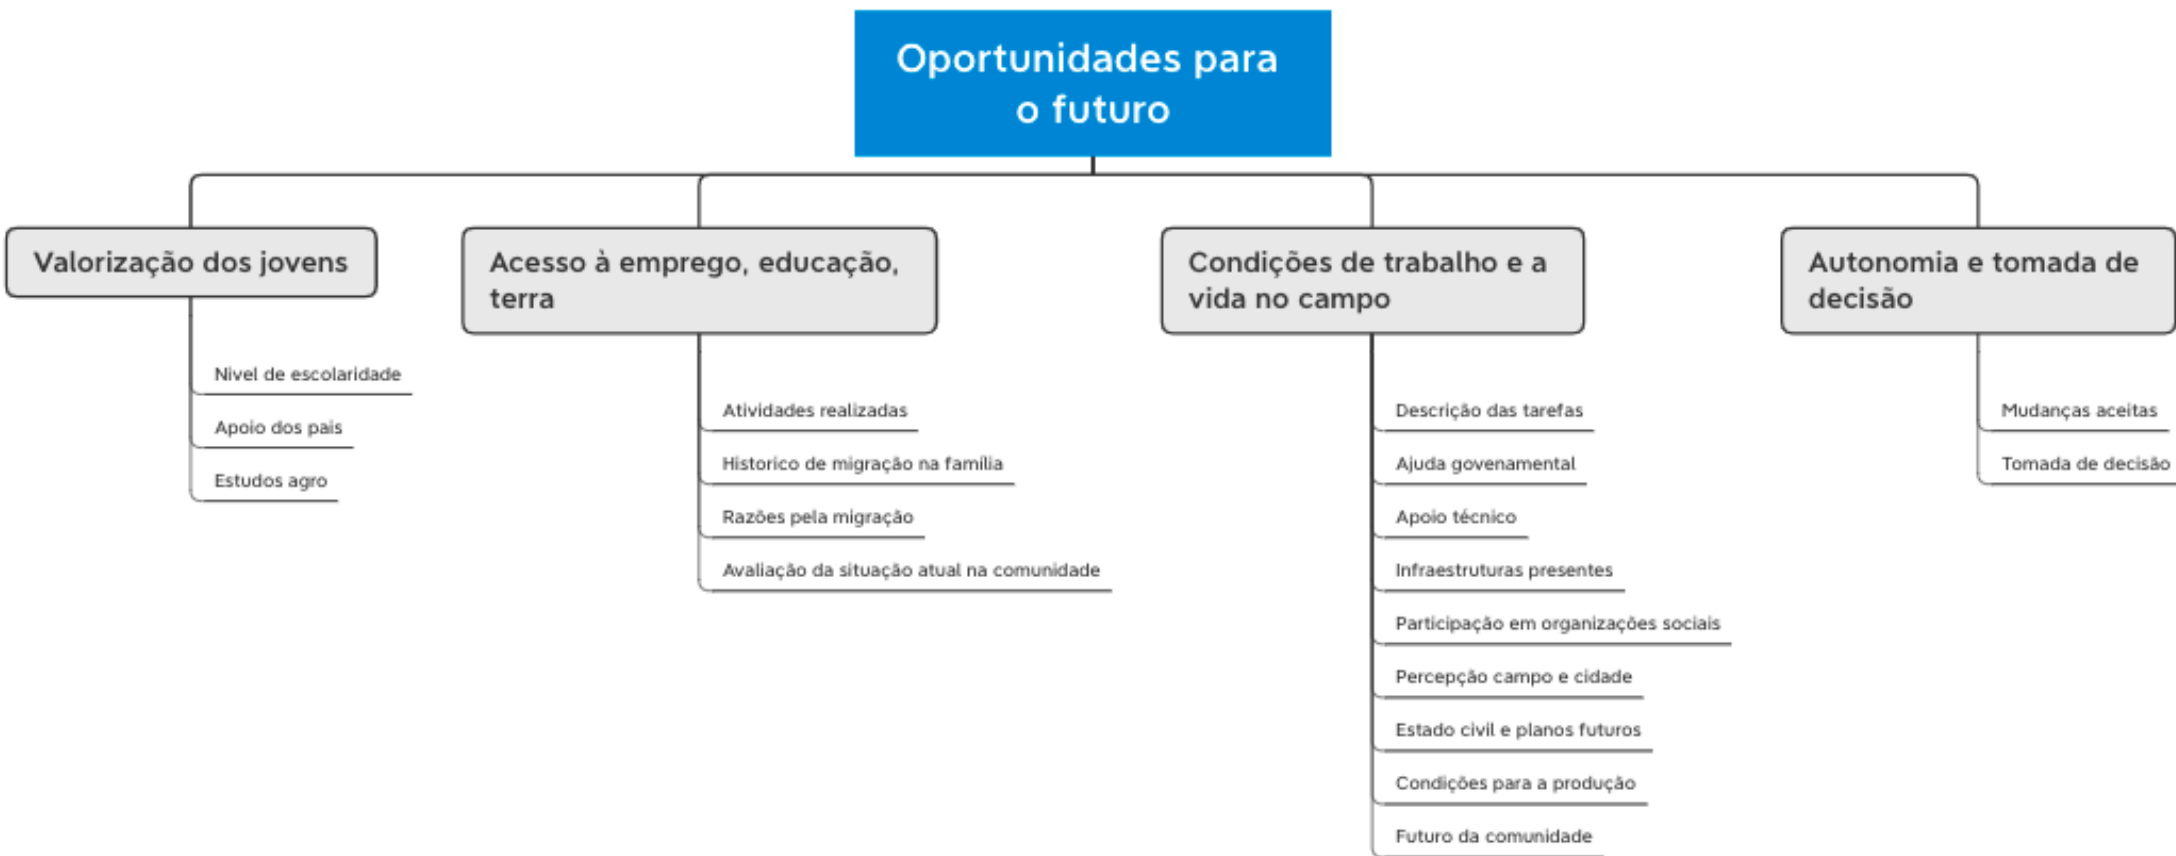 Oportunidades para
o futuro
Valorização dos jovens
Nivel de escolaridade
Apoio dos pais
Estudos agro
Acesso à emprego, educação,
terra
Atividades realizadas
Historico de migração na família
Razões pela migração
Avaliação da situação atual na comunidade
Condições de trabalho e a
vida no campo
Descrição das tarefas
Ajuda govenamental
Apoio técnico
Infraestruturas presentes
Participação em organizações sociais
Percepção campo e cidade
Estado civil e planos futuros
Condições para a produção
Futuro da comunidade
Autonomia e tomada de
decisão
Mudanças aceitas
Tomada de decisão